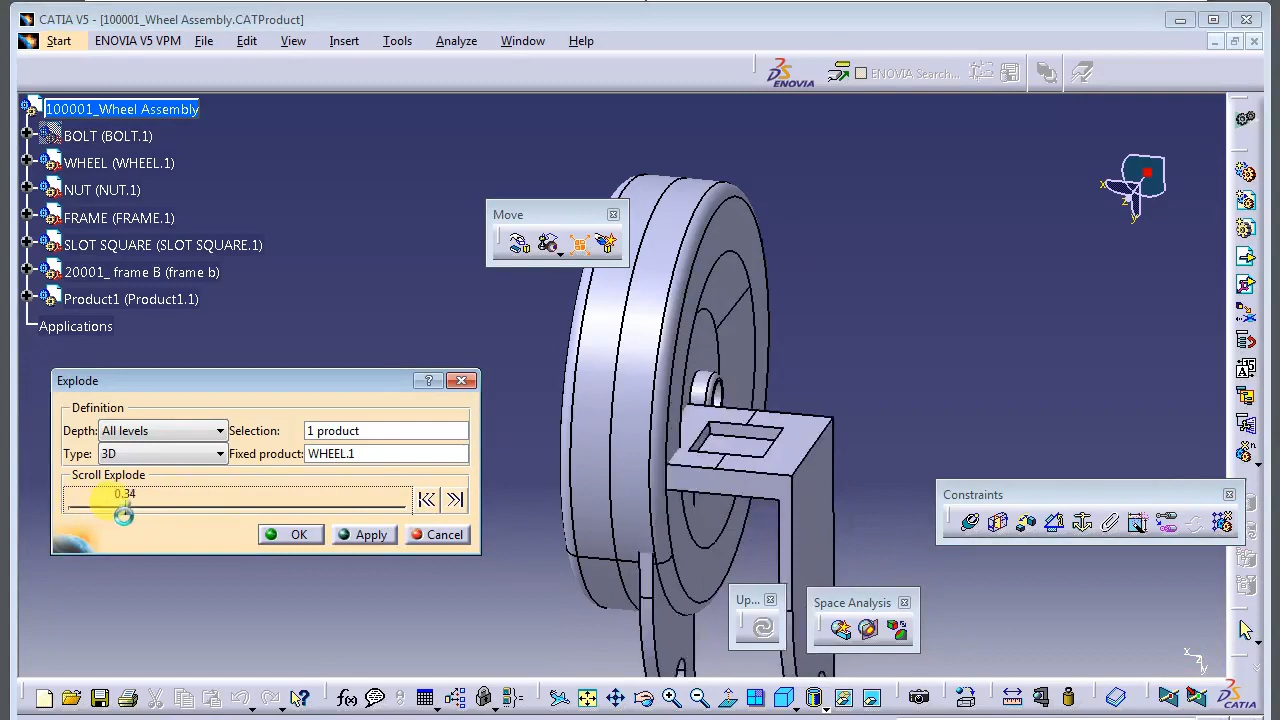 CATIA V5 - [100001_Wheel Assembly.CATProduct]
Start ENOVIA V5 VPM File Edit View Insert Tools Analyze Window Help
ENOVIA
ENOVIA Search...
100001_Wheel Assembly
BOLT (BOLT.1)
WHEEL (WHEEL.1)
NUT (NUT.1)
FRAME (FRAME.1)
SLOT SQUARE (SLOT SQUARE.1)
20001_ frame B (frame b)
Product1 (Product1.1)
Applications
Move
x
z
y
Explode
Definition
Depth: All levels Selection: 1 product
Type: 3D Fixed product: WHEEL.1
Scroll Explode
0.34
OK Apply Cancel
Constraints
Up...
Space Analysis
x
z
y
f(x)
CATIA